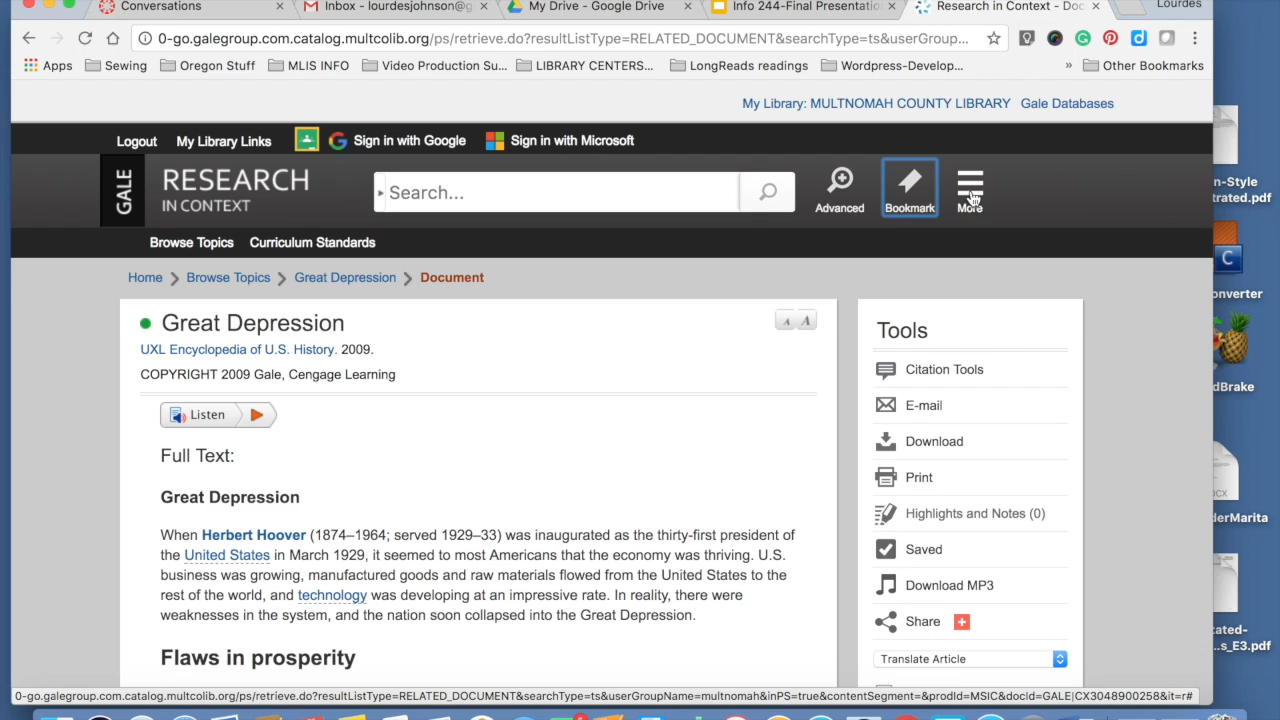 Conversations
Inbox - lourdesjohnson@g
My Drive - Google Drive
Info 244-Final Presentatio
Research in Context - Doc
Lourdes
0-go.galegroup.com.catalog.multcolib.org/ps/retrieve.do?resultListType=RELATED_DOCUMENT&searchType=ts&userGroup...
Apps Sewing Oregon Stuff MLIS INFO Video Production Su... LIBRARY CENTERS... LongReads readings Wordpress-Develop... » Other Bookmarks
My Library: MULTNOMAH COUNTY LIBRARY Gale Databases
Logout My Library Links Sign in with Google Sign in with Microsoft
GALE
RESEARCH
IN CONTEXT
Search...
Advanced
Bookmark
More
Browse Topics Curriculum Standards
Home Browse Topics Great Depression Document
Great Depression
A A
UXL Encyclopedia of U.S. History. 2009.
COPYRIGHT 2009 Gale, Cengage Learning
Listen
Full Text:
Great Depression
When Herbert Hoover (1874–1964; served 1929–33) was inaugurated as the thirty-first president of
the United States in March 1929, it seemed to most Americans that the economy was thriving. U.S.
business was growing, manufactured goods and raw materials flowed from the United States to the
rest of the world, and technology was developing at an impressive rate. In reality, there were
weaknesses in the system, and the nation soon collapsed into the Great Depression.
Flaws in prosperity
Tools
Citation Tools
E-mail
Download
Print
Highlights and Notes (0)
Saved
Download MP3
Share
Translate Article
0-go.galegroup.com.catalog.multcolib.org/ps/retrieve.do?resultListType=RELATED_DOCUMENT&searchType=ts&userGroupName=multnomah&inPS=true&contentSegment=&prodId=MSIC&docId=GALE|CX3048900258&it=r#
n-Style
trated.pdf
C
onverter
dBrake
CX
derMarita
tated-
..s_E3.pdf